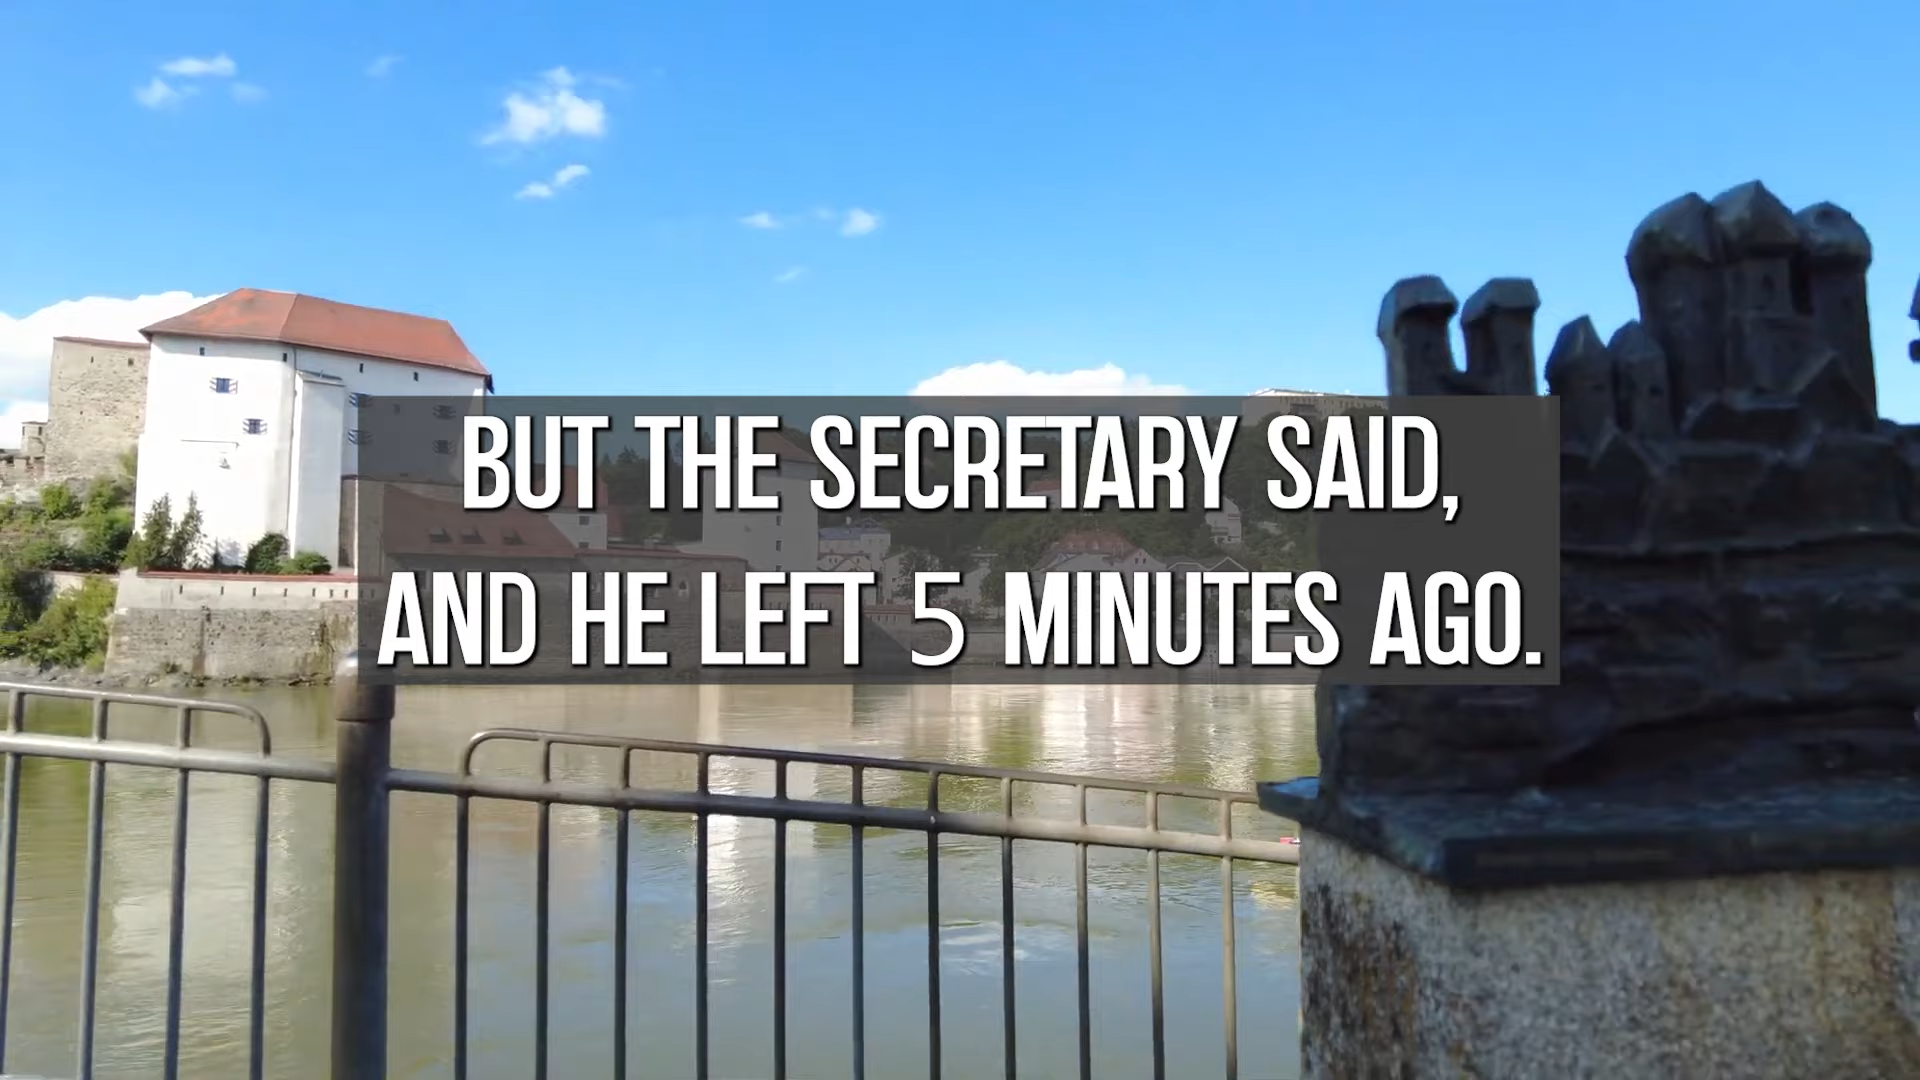 BUT THE SECRETARY SAID,
AND HE LEFT 5 MINUTES AGO.